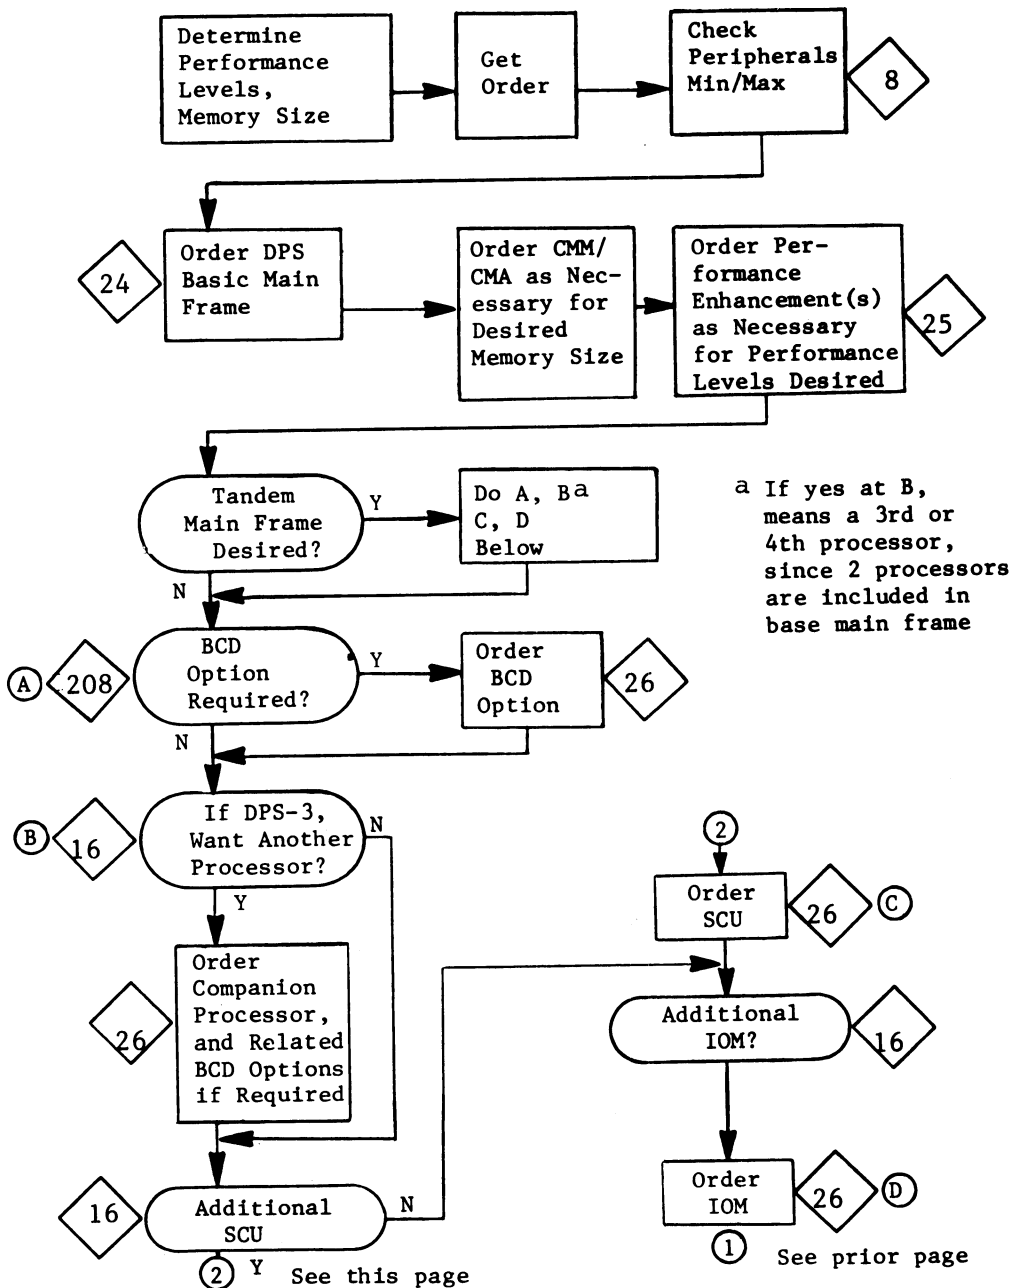 Determine
Performance
Levels,
Memory Size
Get
Order
Check
Peripherals
Min/Max
8
24
Order DPS
Basic Main
Frame
Order CMM/
CMA as Nec-
essary for
Desired
Memory Size
Order Per-
formance
Enhancement(s)
as Necessary
for Performance
Levels Desired
25
Tandem
Main Frame
Desired?
Y
N
Do A, Ba
C, D
Below
a If yes at B,
means a 3rd or
4th processor,
since 2 processors
are included in
base main frame
A
208
BCD
Option
Required?
Y
N
Order
BCD
Option
26
B
16
If DPS-3,
Want Another
Processor?
N
Y
26
Order
Companion
Processor,
and Related
BCD Options
if Required
16
Additional
SCU
N
2 Y See this page
2
Order
SCU
26
C
Additional
IOM?
16
Order
IOM
26
D
1 See prior page